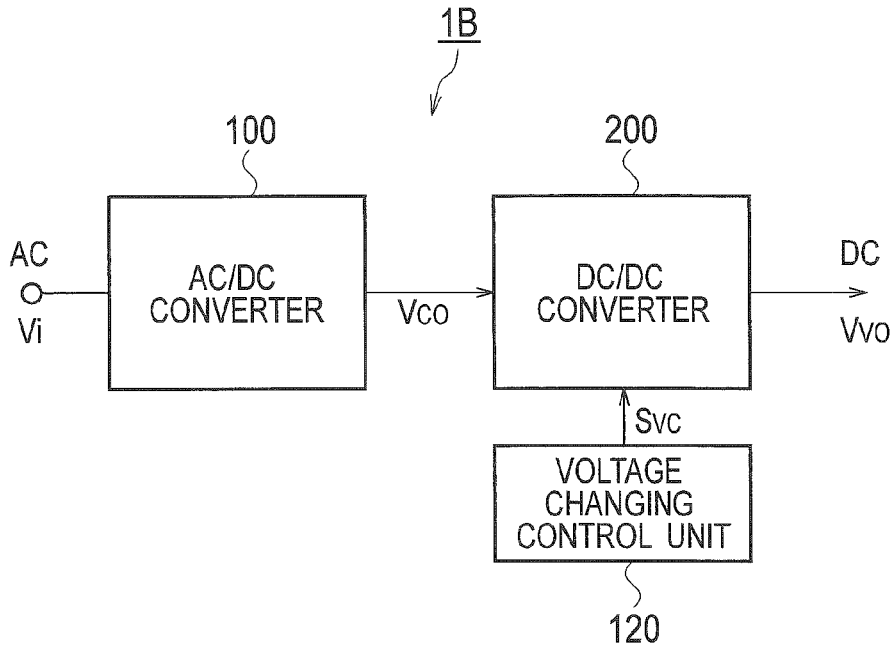 1B
100
200
AC
Vi
AC/DC
CONVERTER
VCO
DC/DC
CONVERTER
DC
VVO
SVC
VOLTAGE
CHANGING
CONTROL UNIT
120